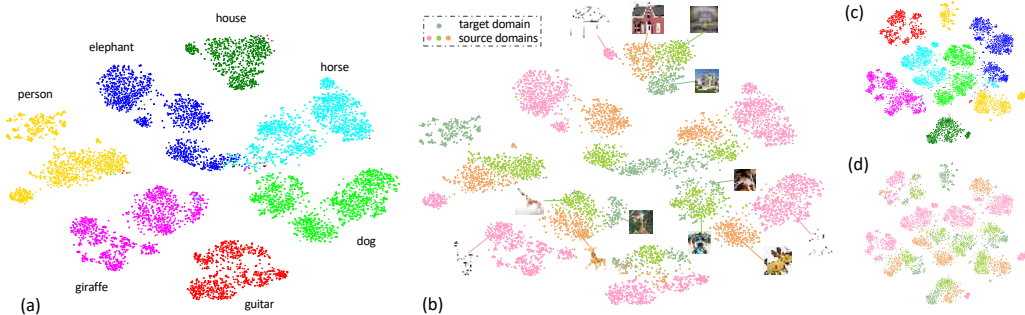 house
elephant
horse
person
dog
giraffe
guitar
(a)
target domain
source domains
(b)
(c)
(d)